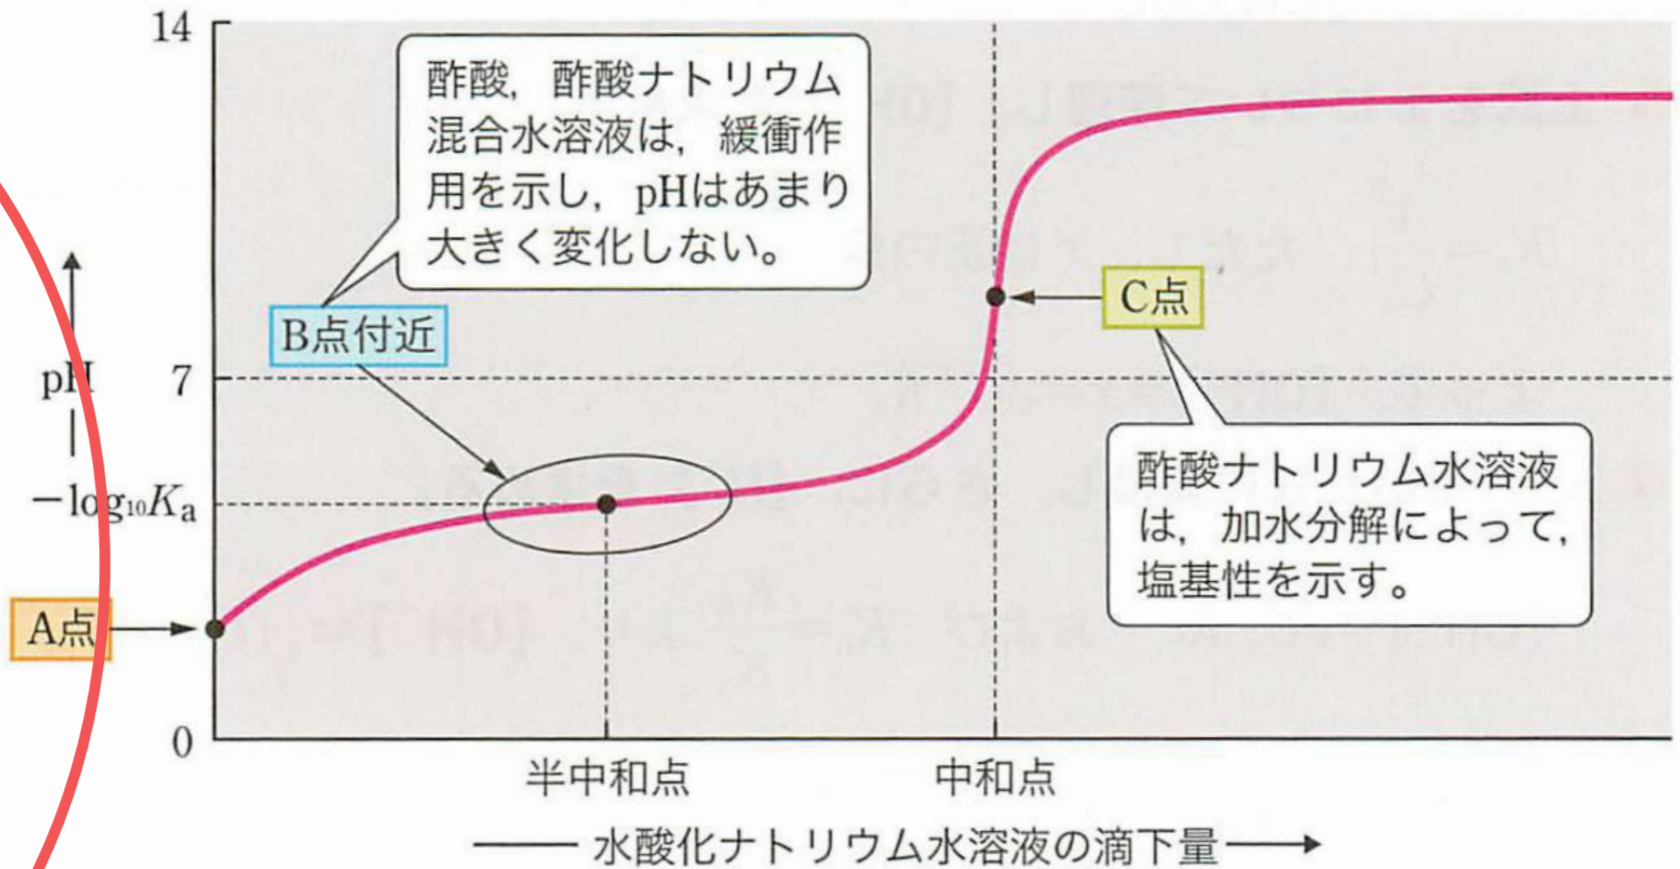 14
酢酸，酢酸ナトリウム
混合水溶液は，緩衝作
用を示し，pHはあまり
大きく変化しない。
B点付近
C点
pH
7
−log₁₀Kₐ
酢酸ナトリウム水溶液
は，加水分解によって，
塩基性を示す。
A点
0
半中和点
中和点
水酸化ナトリウム水溶液の滴下量